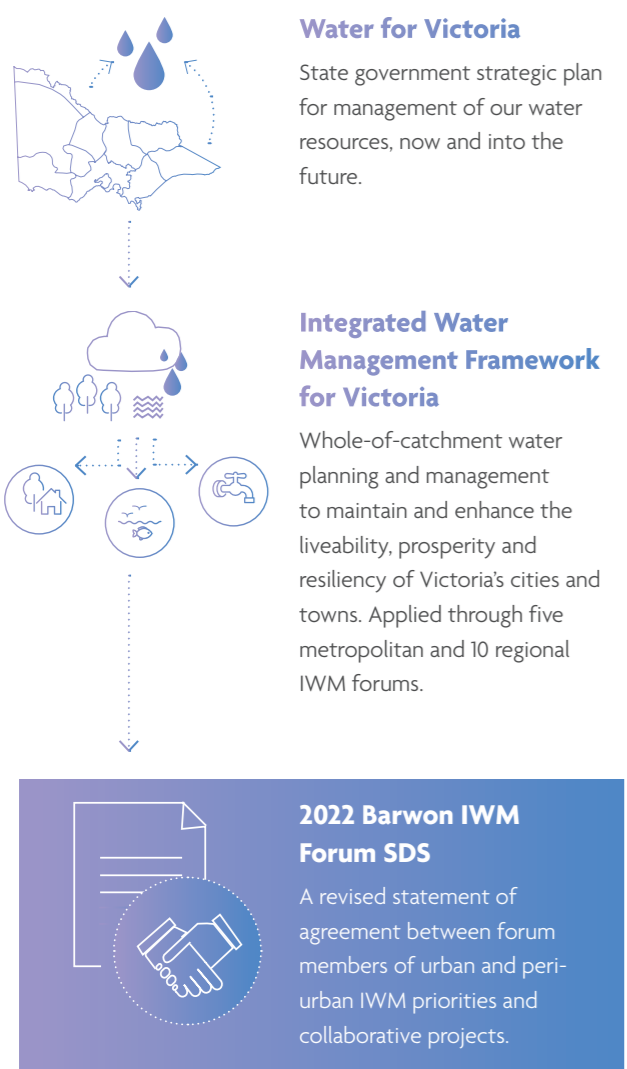 Water for Victoria
State government strategic plan
for management of our water
resources, now and into the
future.
Integrated Water
Management Framework
for Victoria
Whole-of-catchment water
planning and management
to maintain and enhance the
liveability, prosperity and
resiliency of Victoria’s cities and
towns. Applied through five
metropolitan and 10 regional
IWM forums.
2022 Barwon IWM
Forum SDS
A revised statement of
agreement between forum
members of urban and peri-
urban IWM priorities and
collaborative projects.